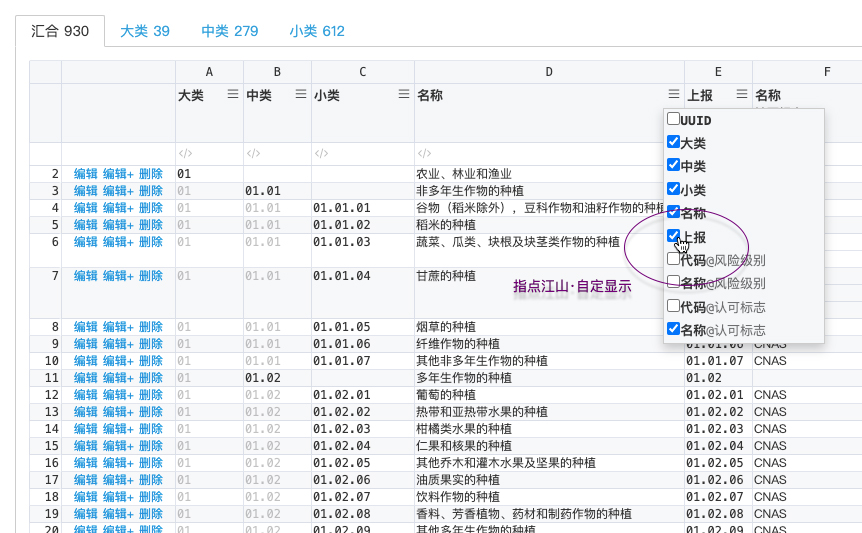 汇合 930 大类 39 中类 279 小类 612
A B C D E F
大类 中类 小类 名称 上报 名称
</> </> </> </>
UUID
大类
中类
小类
名称
上报
代码@风险级别
名称@风险级别
代码@认可标志
名称@认可标志
指点江山·自定显示
2 编辑 编辑+ 删除 01 农业、林业和渔业
3 编辑 编辑+ 删除 01 01.01 非多年生作物的种植
4 编辑 编辑+ 删除 01 01.01 01.01.01 谷物（稻米除外），豆科作物和油籽作物的种植
5 编辑 编辑+ 删除 01 01.01 01.01.02 稻米的种植
6 编辑 编辑+ 删除 01 01.01 01.01.03 蔬菜、瓜类、块根及块茎类作物的种植
7 编辑 编辑+ 删除 01 01.01 01.01.04 甘蔗的种植
8 编辑 编辑+ 删除 01 01.01 01.01.05 烟草的种植
9 编辑 编辑+ 删除 01 01.01 01.01.06 纤维作物的种植 01.01.06 CNAS
10 编辑 编辑+ 删除 01 01.01 01.01.07 其他非多年生作物的种植 01.01.07 CNAS
11 编辑 编辑+ 删除 01 01.02 多年生作物的种植 01.02
12 编辑 编辑+ 删除 01 01.02 01.02.01 葡萄的种植 01.02.01 CNAS
13 编辑 编辑+ 删除 01 01.02 01.02.02 热带和亚热带水果的种植 01.02.02 CNAS
14 编辑 编辑+ 删除 01 01.02 01.02.03 柑橘类水果的种植 01.02.03 CNAS
15 编辑 编辑+ 删除 01 01.02 01.02.04 仁果和核果的种植 01.02.04 CNAS
16 编辑 编辑+ 删除 01 01.02 01.02.05 其他乔木和灌木水果及坚果的种植 01.02.05 CNAS
17 编辑 编辑+ 删除 01 01.02 01.02.06 油质果实的种植 01.02.06 CNAS
18 编辑 编辑+ 删除 01 01.02 01.02.07 饮料作物的种植 01.02.07 CNAS
19 编辑 编辑+ 删除 01 01.02 01.02.08 香料、芳香植物、药材和制药作物的种植 01.02.08 CNAS
20 编辑 编辑+ 删除 01 01.02 01.02.09 其他多年生作物的种植 01.02.09 CNAS